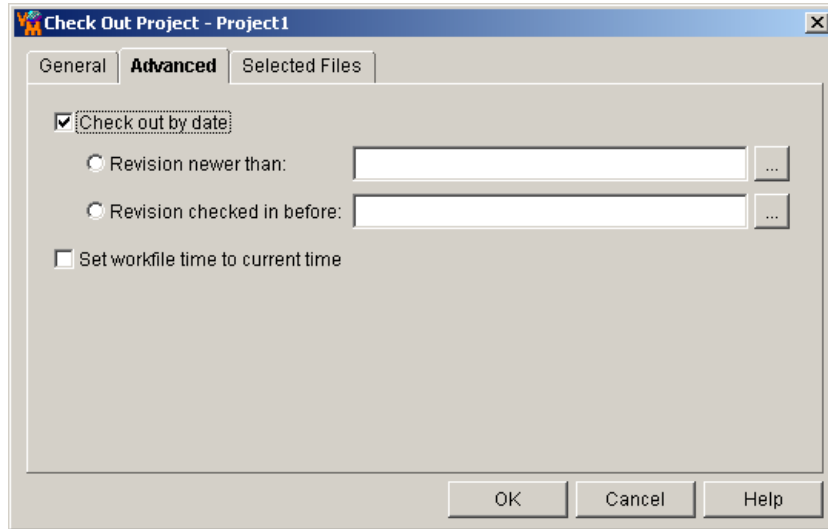 Check Out Project - Project1
General Advanced Selected Files
Check out by date
Revision newer than: ...
Revision checked in before: ...
Set workfile time to current time
OK Cancel Help